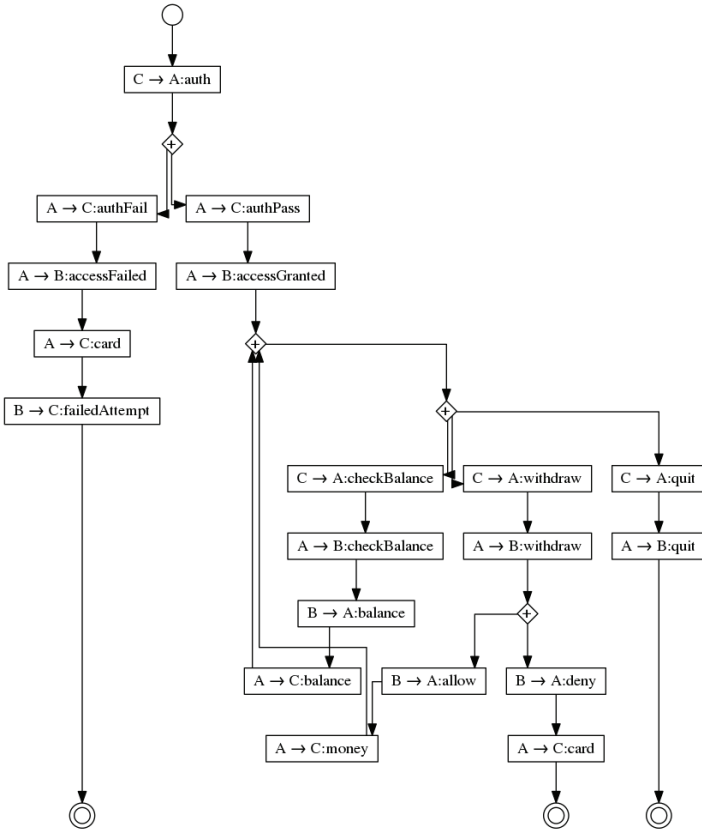 C → A:auth
+
A → C:authFail
A → C:authPass
A → B:accessFailed
A → B:accessGranted
A → C:card
+
B → C:failedAttempt
+
C → A:checkBalance
C → A:withdraw
C → A:quit
A → B:checkBalance
A → B:withdraw
A → B:quit
B → A:balance
+
A → C:balance
B → A:allow
B → A:deny
A → C:money
A → C:card